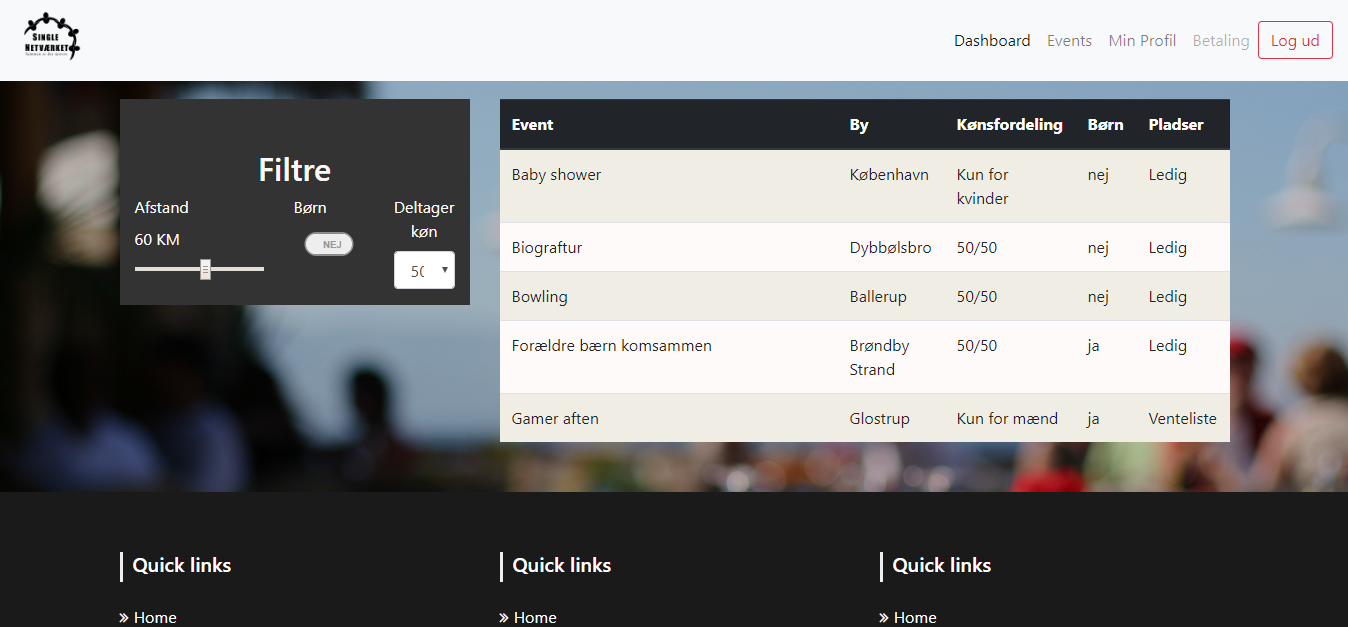 SINGLE
NETVÆRKET
Dashboard Events Min Profil Betaling Log ud
Filtre
Afstand Børn Deltager
køn
60 KM
NEJ
50
Event By Kønsfordeling Børn Pladser
Baby shower København Kun for nej Ledig
kvinder
Biograftur Dybbølsbro 50/50 nej Ledig
Bowling Ballerup 50/50 nej Ledig
Forældre bærn komsammen Brøndby 50/50 ja Ledig
Strand
Gamer aften Glostrup Kun for mænd ja Venteliste
Quick links Quick links Quick links
» Home » Home » Home